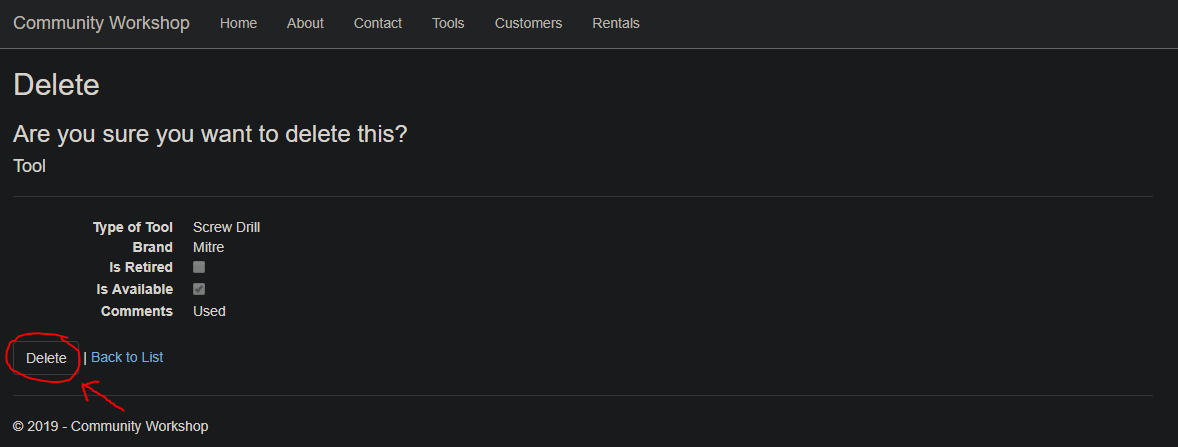 Community Workshop Home About Contact Tools Customers Rentals
Delete
Are you sure you want to delete this?
Tool
Type of Tool Screw Drill
Brand Mitre
Is Retired
Is Available
Comments Used
Delete | Back to List
© 2019 - Community Workshop